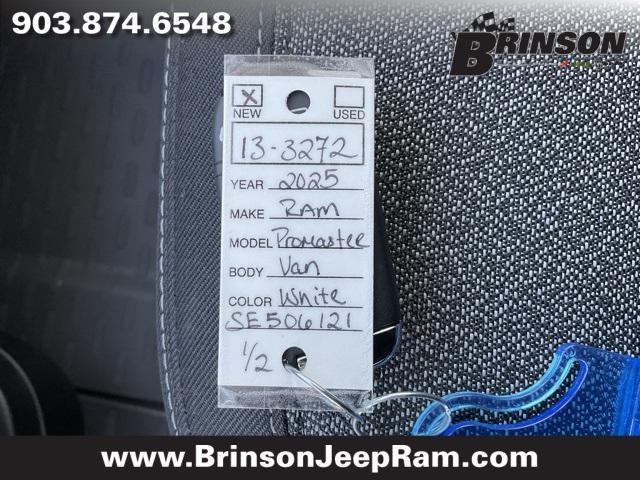 903.874.6548
BRINSON
X
NEW USED
13-3272
YEAR 2025
MAKE RAM
MODEL Promaster
BODY Van
COLOR White
SE506121
1/2
www.BrinsonJeepRam.com